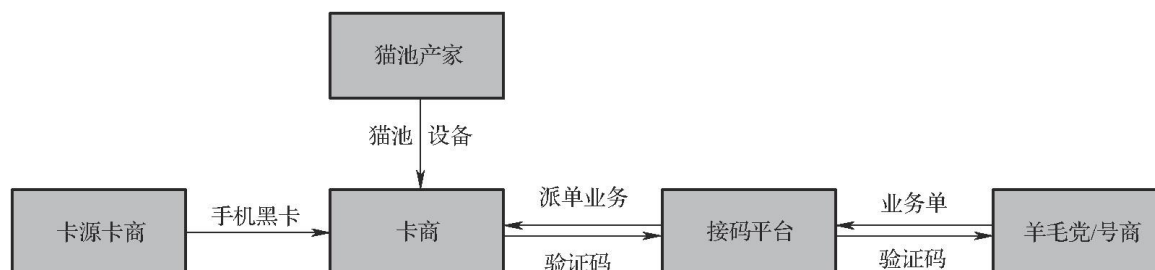 猫池产家
猫池 设备
派单业务
业务单
手机黑卡
卡源卡商
卡商
接码平台
羊毛党/号商
验证码
验证码